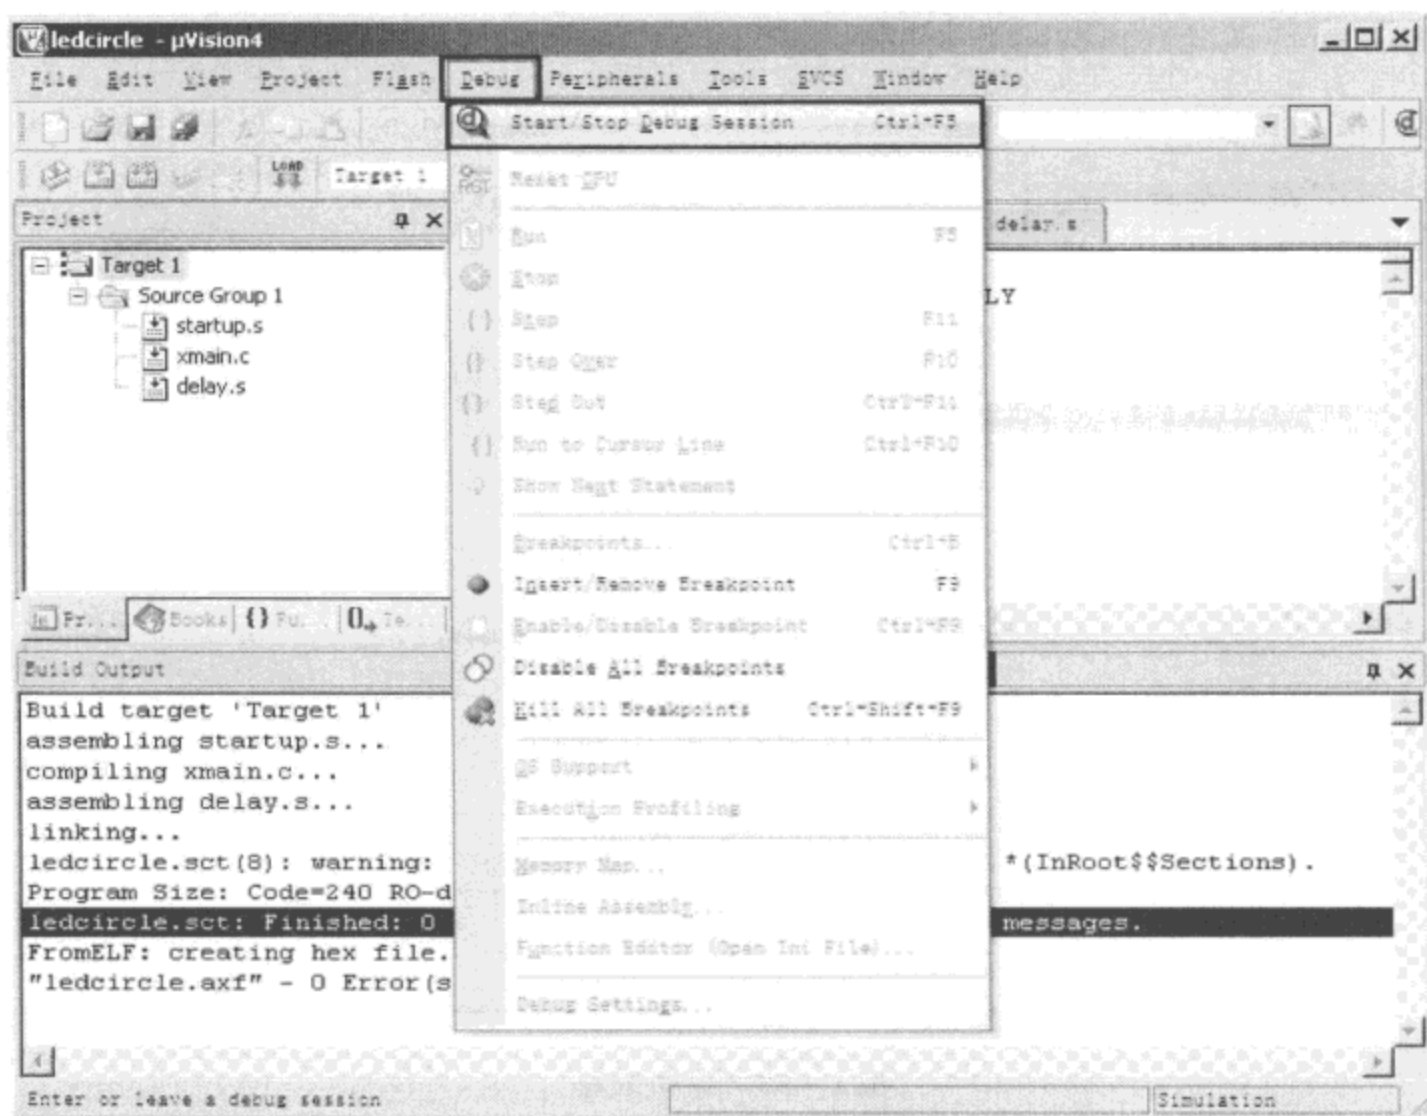 ledcircle - µVision4
File Edit View Project Flash Debug Peripherals Tools SVCS Window Help
Start/Stop Debug Session Ctrl+F5
LOAD Target 1
RST Reset CPU
Project
delay.s
Run F5
Target 1
Stop
Source Group 1
LY
startup.s
Step F11
xmain.c
Step Over F10
delay.s
Step Out Ctrl+F11
Run to Cursor Line Ctrl+F10
Show Next Statement
Breakpoints... Ctrl+B
Insert/Remove Breakpoint F9
Pr... Books {} Fu... Te...
Enable/Disable Breakpoint Ctrl+F9
Build Output
Disable All Breakpoints
Kill All Breakpoints Ctrl+Shift+F9
Build target 'Target 1'
assembling startup.s...
compiling xmain.c...
assembling delay.s...
linking...
ledcircle.sct(8): warning: *(InRoot$$Sections).
Program Size: Code=240 RO-d
ledcircle.sct: Finished: 0 messages.
FromELF: creating hex file.
"ledcircle.axf" - 0 Error(s
OS Support
Execution Profiling
Memory Map...
Inline Assembly...
Function Editor (Open Ini File)...
Debug Settings...
Enter or leave a debug session Simulation